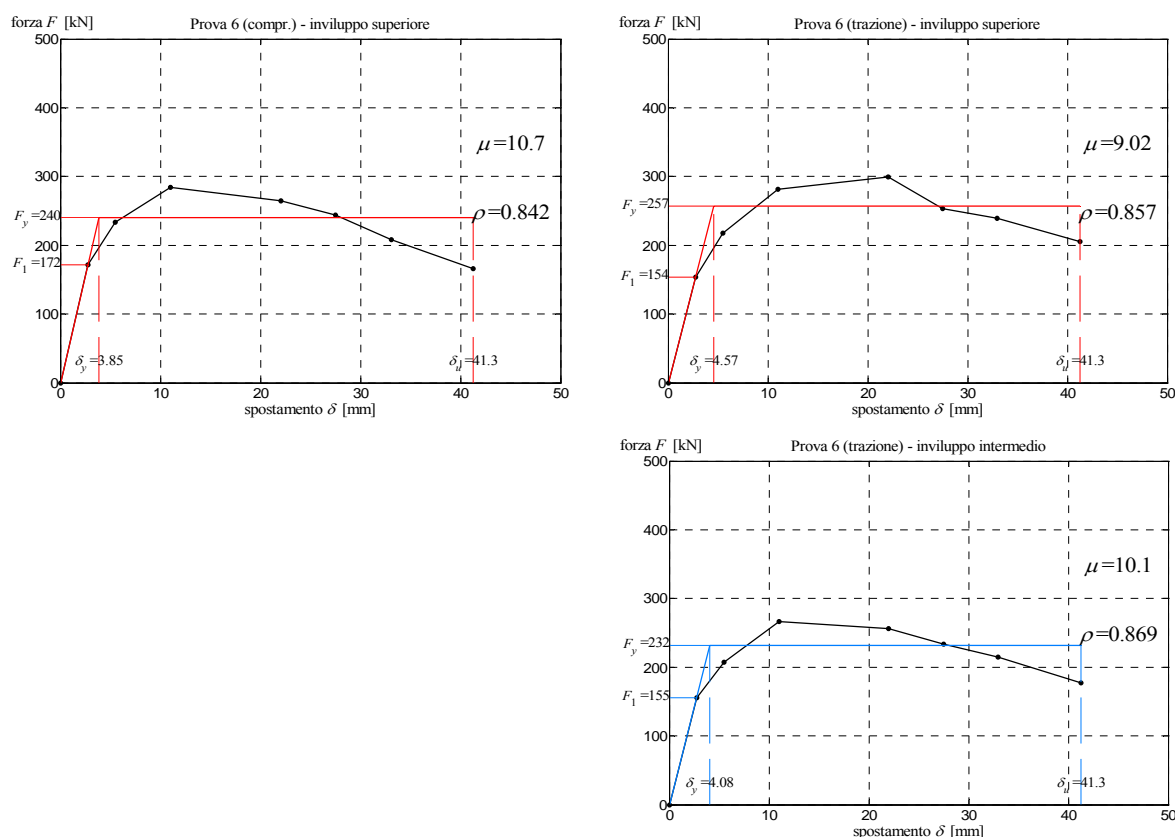 forza F [kN]
Prova 6 (compr.) - inviluppo superiore
500
400
μ=10.7
300
F_y =240
ρ=0.842
200
F_1 =172
100
δ_y =3.85
δ_u =41.3
0
0 10 20 30 40 50
spostamento δ [mm]
forza F [kN]
Prova 6 (trazione) - inviluppo superiore
500
400
μ=9.02
300
F_y =257
ρ=0.857
200
F_1 =154
100
δ_y =4.57
δ_u =41.3
0
0 10 20 30 40 50
spostamento δ [mm]
forza F [kN]
Prova 6 (trazione) - inviluppo intermedio
500
400
μ=10.1
300
F_y =232
ρ=0.869
200
F_1 =155
100
δ_y =4.08
δ_u =41.3
0
0 10 20 30 40 50
spostamento δ [mm]